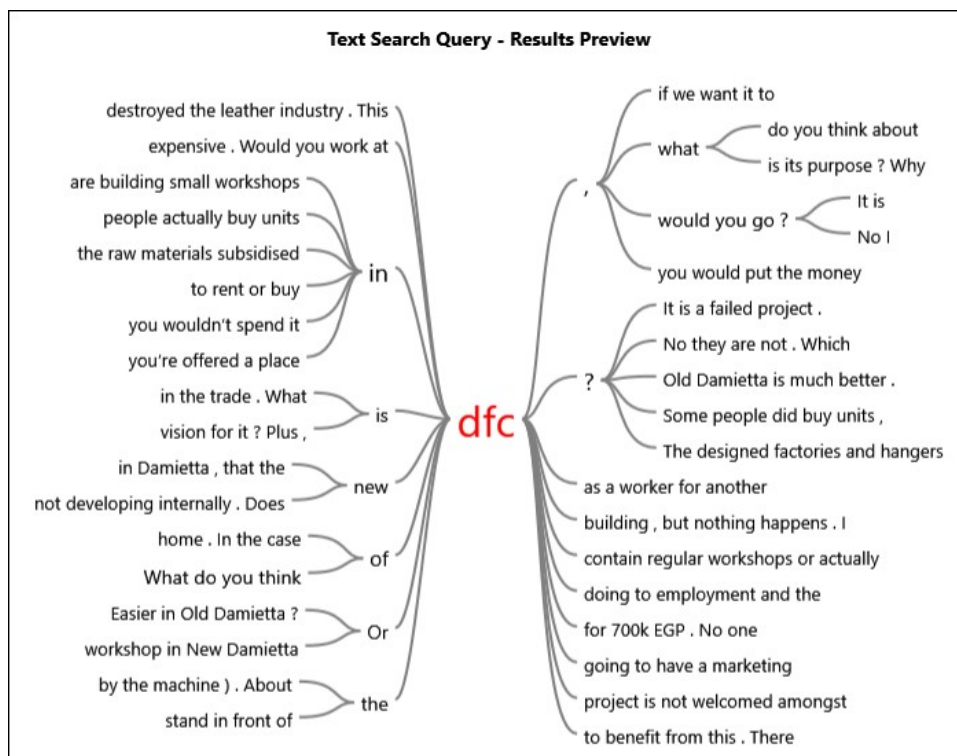 Text Search Query - Results Preview
destroyed the leather industry . This
expensive . Would you work at
are building small workshops
people actually buy units
the raw materials subsidised
to rent or buy
you wouldn't spend it
you're offered a place
in
in the trade . What
vision for it ? Plus ,
is
in Damietta , that the
not developing internally . Does
new
home . In the case
What do you think
of
Easier in Old Damietta ?
workshop in New Damietta
Or
by the machine ) . About
stand in front of
the
dfc
,
if we want it to
what
do you think about
is its purpose ? Why
would you go ?
It is
No I
you would put the money
?
It is a failed project .
No they are not . Which
Old Damietta is much better .
Some people did buy units ,
The designed factories and hangers
as a worker for another
building , but nothing happens . I
contain regular workshops or actually
doing to employment and the
for 700k EGP . No one
going to have a marketing
project is not welcomed amongst
to benefit from this . There